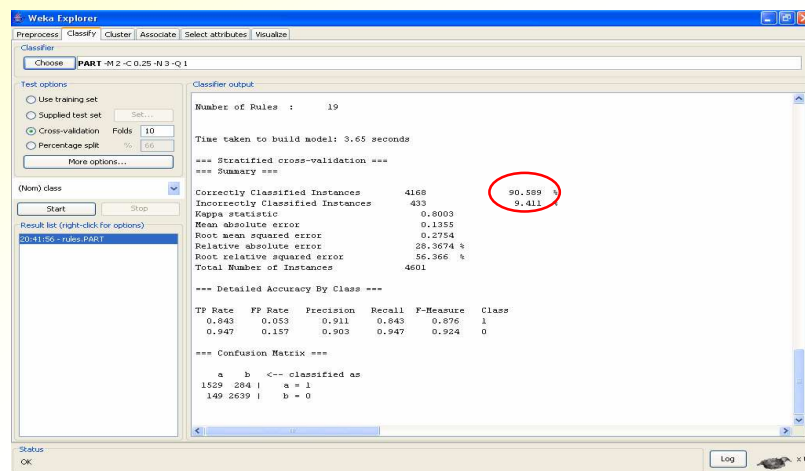 Weka Explorer
Preprocess Classify Cluster Associate Select attributes Visualize
Classifier
Choose PART -M 2 -C 0.25 -N 3 -Q 1
Test options
Use training set
Supplied test set Set...
Cross-validation Folds 10
Percentage split % 66
More options...
(Nom) class
Start Stop
Result list (right-click for options)
20:41:56 - rules.PART
Classifier output
Number of Rules : 19
Time taken to build model: 3.65 seconds
=== Stratified cross-validation ===
=== Summary ===
Correctly Classified Instances 4168 90.589 %
Incorrectly Classified Instances 433 9.411 %
Kappa statistic 0.8003
Mean absolute error 0.1355
Root mean squared error 0.2754
Relative absolute error 28.3674 %
Root relative squared error 56.366 %
Total Number of Instances 4601
=== Detailed Accuracy By Class ===
TP Rate FP Rate Precision Recall F-Measure Class
0.843 0.053 0.911 0.843 0.876 1
0.947 0.157 0.903 0.947 0.924 0
=== Confusion Matrix ===
a b <-- classified as
1529 284 | a = 1
149 2639 | b = 0
Status
OK
Log